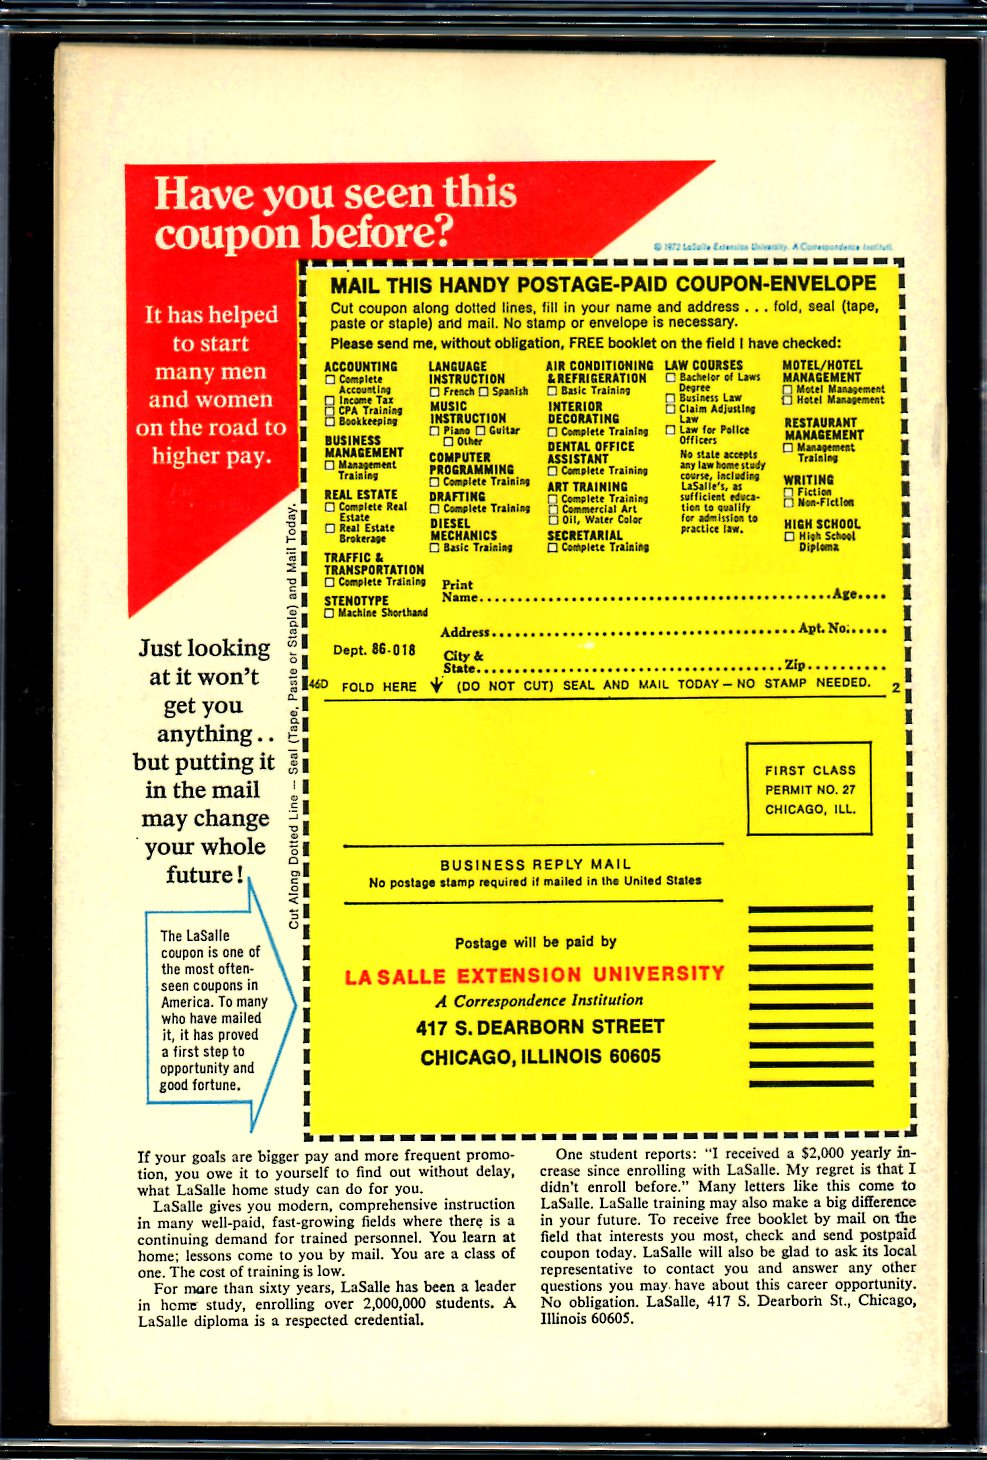 Have you seen this
coupon before?
It has helped
to start
many men
and women
on the road to
higher pay.
© 1972 LaSalle Extension University. A Correspondence Instituti.
MAIL THIS HANDY POSTAGE-PAID COUPON-ENVELOPE
Cut coupon along dotted lines, fill in your name and address . . . fold, seal (tape,
paste or staple) and mail. No stamp or envelope is necessary.
Please send me, without obligation, FREE booklet on the field I have checked:
ACCOUNTING
☐ Complete
Accounting
☐ Income Tax
☐ CPA Training
☐ Bookkeeping
BUSINESS
MANAGEMENT
☐ Management
Training
REAL ESTATE
☐ Complete Real
Estate
☐ Real Estate
Brokerage
TRAFFIC &
TRANSPORTATION
☐ Complete Training
STENOTYPE
☐ Machine Shorthand
LANGUAGE
INSTRUCTION
☐ French ☐ Spanish
MUSIC
INSTRUCTION
☐ Piano ☐ Guitar
☐ Other
COMPUTER
PROGRAMMING
☐ Complete Training
DRAFTING
☐ Complete Training
DIESEL
MECHANICS
☐ Basic Training
AIR CONDITIONING
& REFRIGERATION
☐ Basic Training
INTERIOR
DECORATING
☐ Complete Training
DENTAL OFFICE
ASSISTANT
☐ Complete Training
ART TRAINING
☐ Complete Training
☐ Commercial Art
☐ Oil, Water Color
SECRETARIAL
☐ Complete Training
LAW COURSES
☐ Bachelor of Laws
Degree
☐ Business Law
☐ Claim Adjusting
Law
☐ Law for Police
Officers
No state accepts
any law home study
course, including
LaSalle's, as
sufficient educa-
tion to qualify
for admission to
practice law.
MOTEL/HOTEL
MANAGEMENT
☐ Motel Management
☐ Hotel Management
RESTAURANT
MANAGEMENT
☐ Management
Training
WRITING
☐ Fiction
☐ Non-Fiction
HIGH SCHOOL
☐ High School
Diploma
Print
Name........Age....
Address........Apt. No:.....
Dept. 86-018
City &
State........Zip..........
46D FOLD HERE ↓ (DO NOT CUT) SEAL AND MAIL TODAY – NO STAMP NEEDED. 2
Cut Along Dotted Line — Seal (Tape, Paste or Staple) and Mail Today.
Just looking
at it won't
get you
anything..
but putting it
in the mail
may change
your whole
future!
The LaSalle
coupon is one of
the most often-
seen coupons in
America. To many
who have mailed
it, it has proved
a first step to
opportunity and
good fortune.
FIRST CLASS
PERMIT NO. 27
CHICAGO, ILL.
BUSINESS REPLY MAIL
No postage stamp required if mailed in the United States
Postage will be paid by
LA SALLE EXTENSION UNIVERSITY
A Correspondence Institution
417 S. DEARBORN STREET
CHICAGO, ILLINOIS 60605
If your goals are bigger pay and more frequent promo-
tion, you owe it to yourself to find out without delay,
what LaSalle home study can do for you.
LaSalle gives you modern, comprehensive instruction
in many well-paid, fast-growing fields where there is a
continuing demand for trained personnel. You learn at
home; lessons come to you by mail. You are a class of
one. The cost of training is low.
For more than sixty years, LaSalle has been a leader
in home study, enrolling over 2,000,000 students. A
LaSalle diploma is a respected credential.
One student reports: "I received a $2,000 yearly in-
crease since enrolling with LaSalle. My regret is that I
didn't enroll before." Many letters like this come to
LaSalle. LaSalle training may also make a big difference
in your future. To receive free booklet by mail on the
field that interests you most, check and send postpaid
coupon today. LaSalle will also be glad to ask its local
representative to contact you and answer any other
questions you may have about this career opportunity.
No obligation. LaSalle, 417 S. Dearborn St., Chicago,
Illinois 60605.